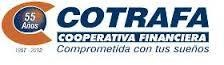 55
Años
1957 - 2012
COTRAFA
COOPERATIVA FINANCIERA
Comprometida con tus sueños